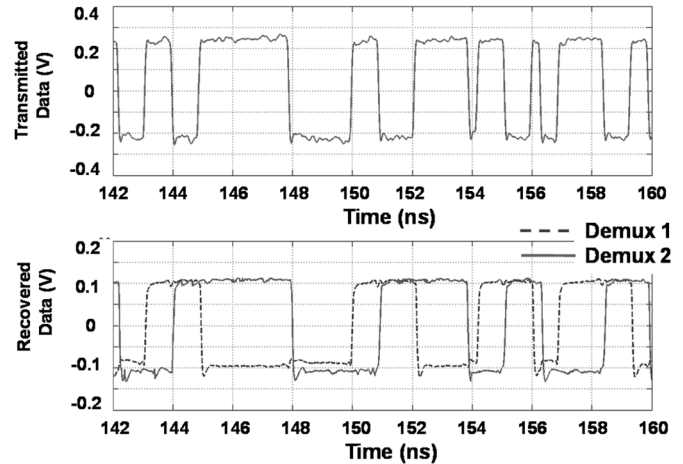 Transmitted
Data (V)
0.4
0.2
0
-0.2
-0.4
142 144 146 148 150 152 154 156 158 160
Time (ns)
Demux 1
Demux 2
Recovered
Data (V)
0.2
0.1
0
-0.1
-0.2
142 144 146 148 150 152 154 156 158 160
Time (ns)